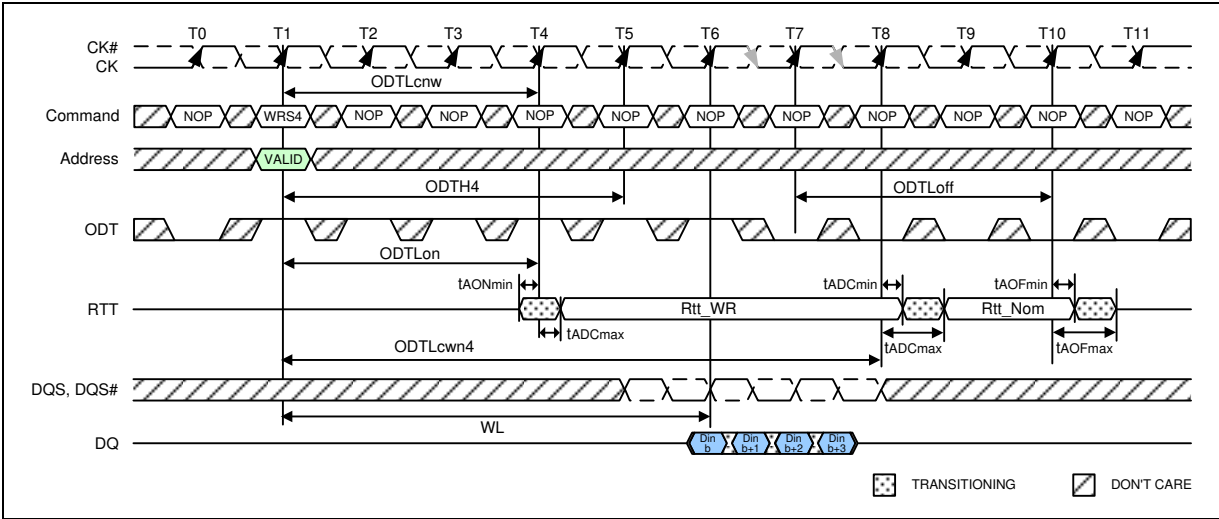 T0 T1 T2 T3 T4 T5 T6 T7 T8 T9 T10 T11
CK#
CK
ODTLcnw
Command NOP WRS4 NOP NOP NOP NOP NOP NOP NOP NOP NOP NOP
Address VALID
ODTH4 ODTLoff
ODT
ODTLon
tAONmin tADCmin tAOFmin
RTT Rtt_WR Rtt_Nom
tADCmax tADCmax tAOFmax
ODTLcwn4
DQS, DQS#
WL
DQ Din b Din b+1 Din b+2 Din b+3
TRANSITIONING DON'T CARE